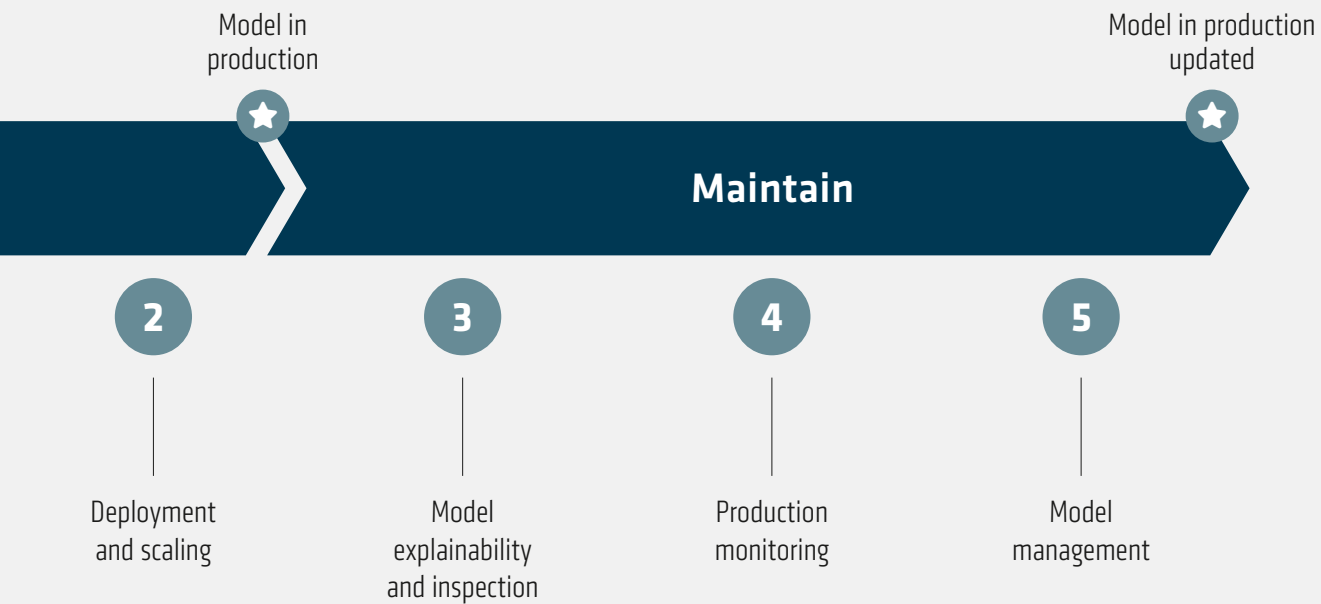 Model in
production
Model in production
updated
Maintain
2
3
4
5
Deployment
and scaling
Model
explainability
and inspection
Production
monitoring
Model
management